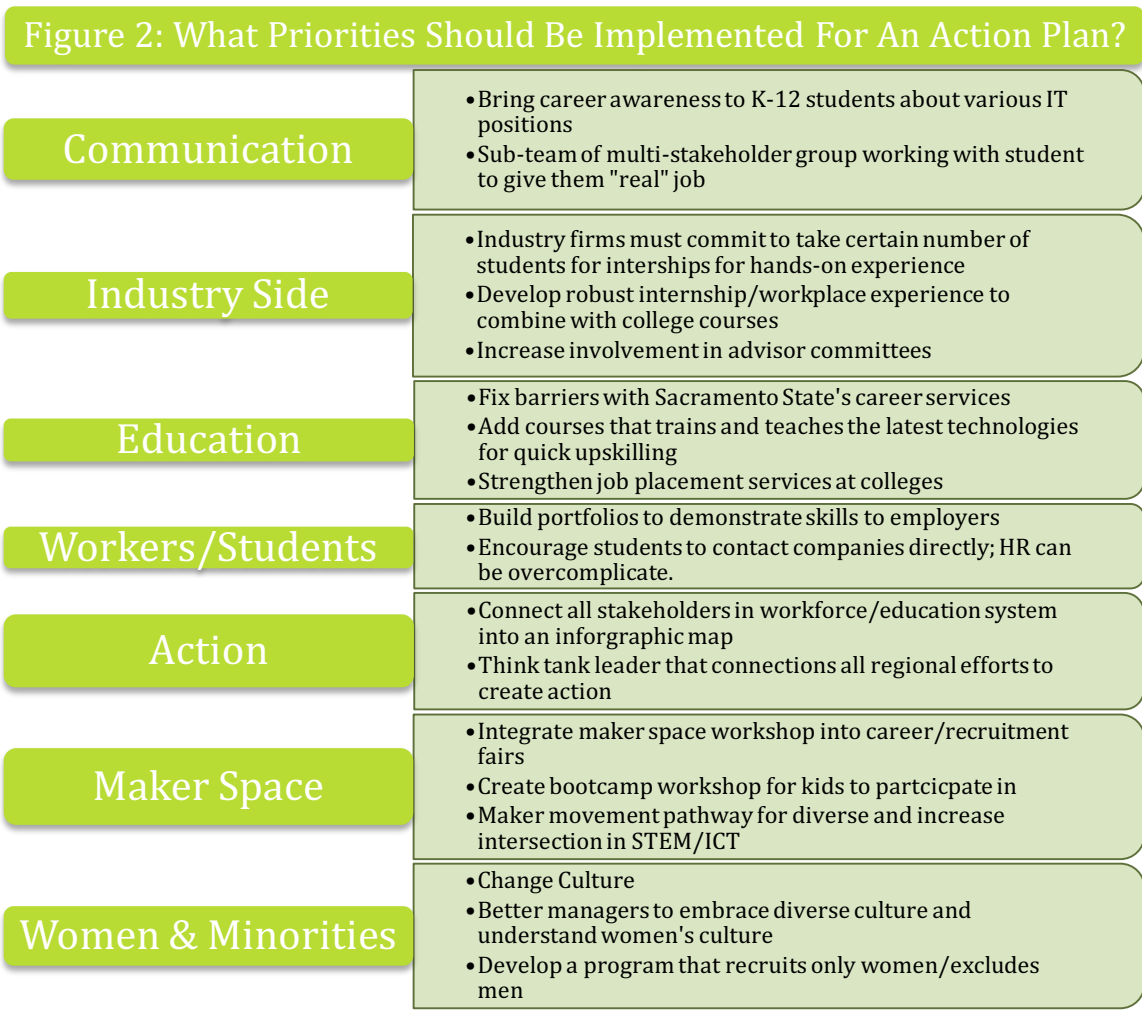 Figure 2: What Priorities Should Be Implemented For An Action Plan?
Communication
•Bring career awareness to K-12 students about various IT
positions
•Sub-team of multi-stakeholder group working with student
to give them "real" job
Industry Side
•Industry firms must commit to take certain number of
students for interships for hands-on experience
•Develop robust internship/workplace experience to
combine with college courses
•Increase involvement in advisor committees
Education
•Fix barriers with Sacramento State's career services
•Add courses that trains and teaches the latest technologies
for quick upskilling
•Strengthen job placement services at colleges
Workers/Students
•Build portfolios to demonstrate skills to employers
•Encourage students to contact companies directly; HR can
be overcomplicate.
Action
•Connect all stakeholders in workforce/education system
into an inforgraphic map
•Think tank leader that connections all regional efforts to
create action
Maker Space
•Integrate maker space workshop into career/recruitment
fairs
•Create bootcamp workshop for kids to partcicpate in
•Maker movement pathway for diverse and increase
intersection in STEM/ICT
Women & Minorities
•Change Culture
•Better managers to embrace diverse culture and
understand women's culture
•Develop a program that recruits only women/excludes
men